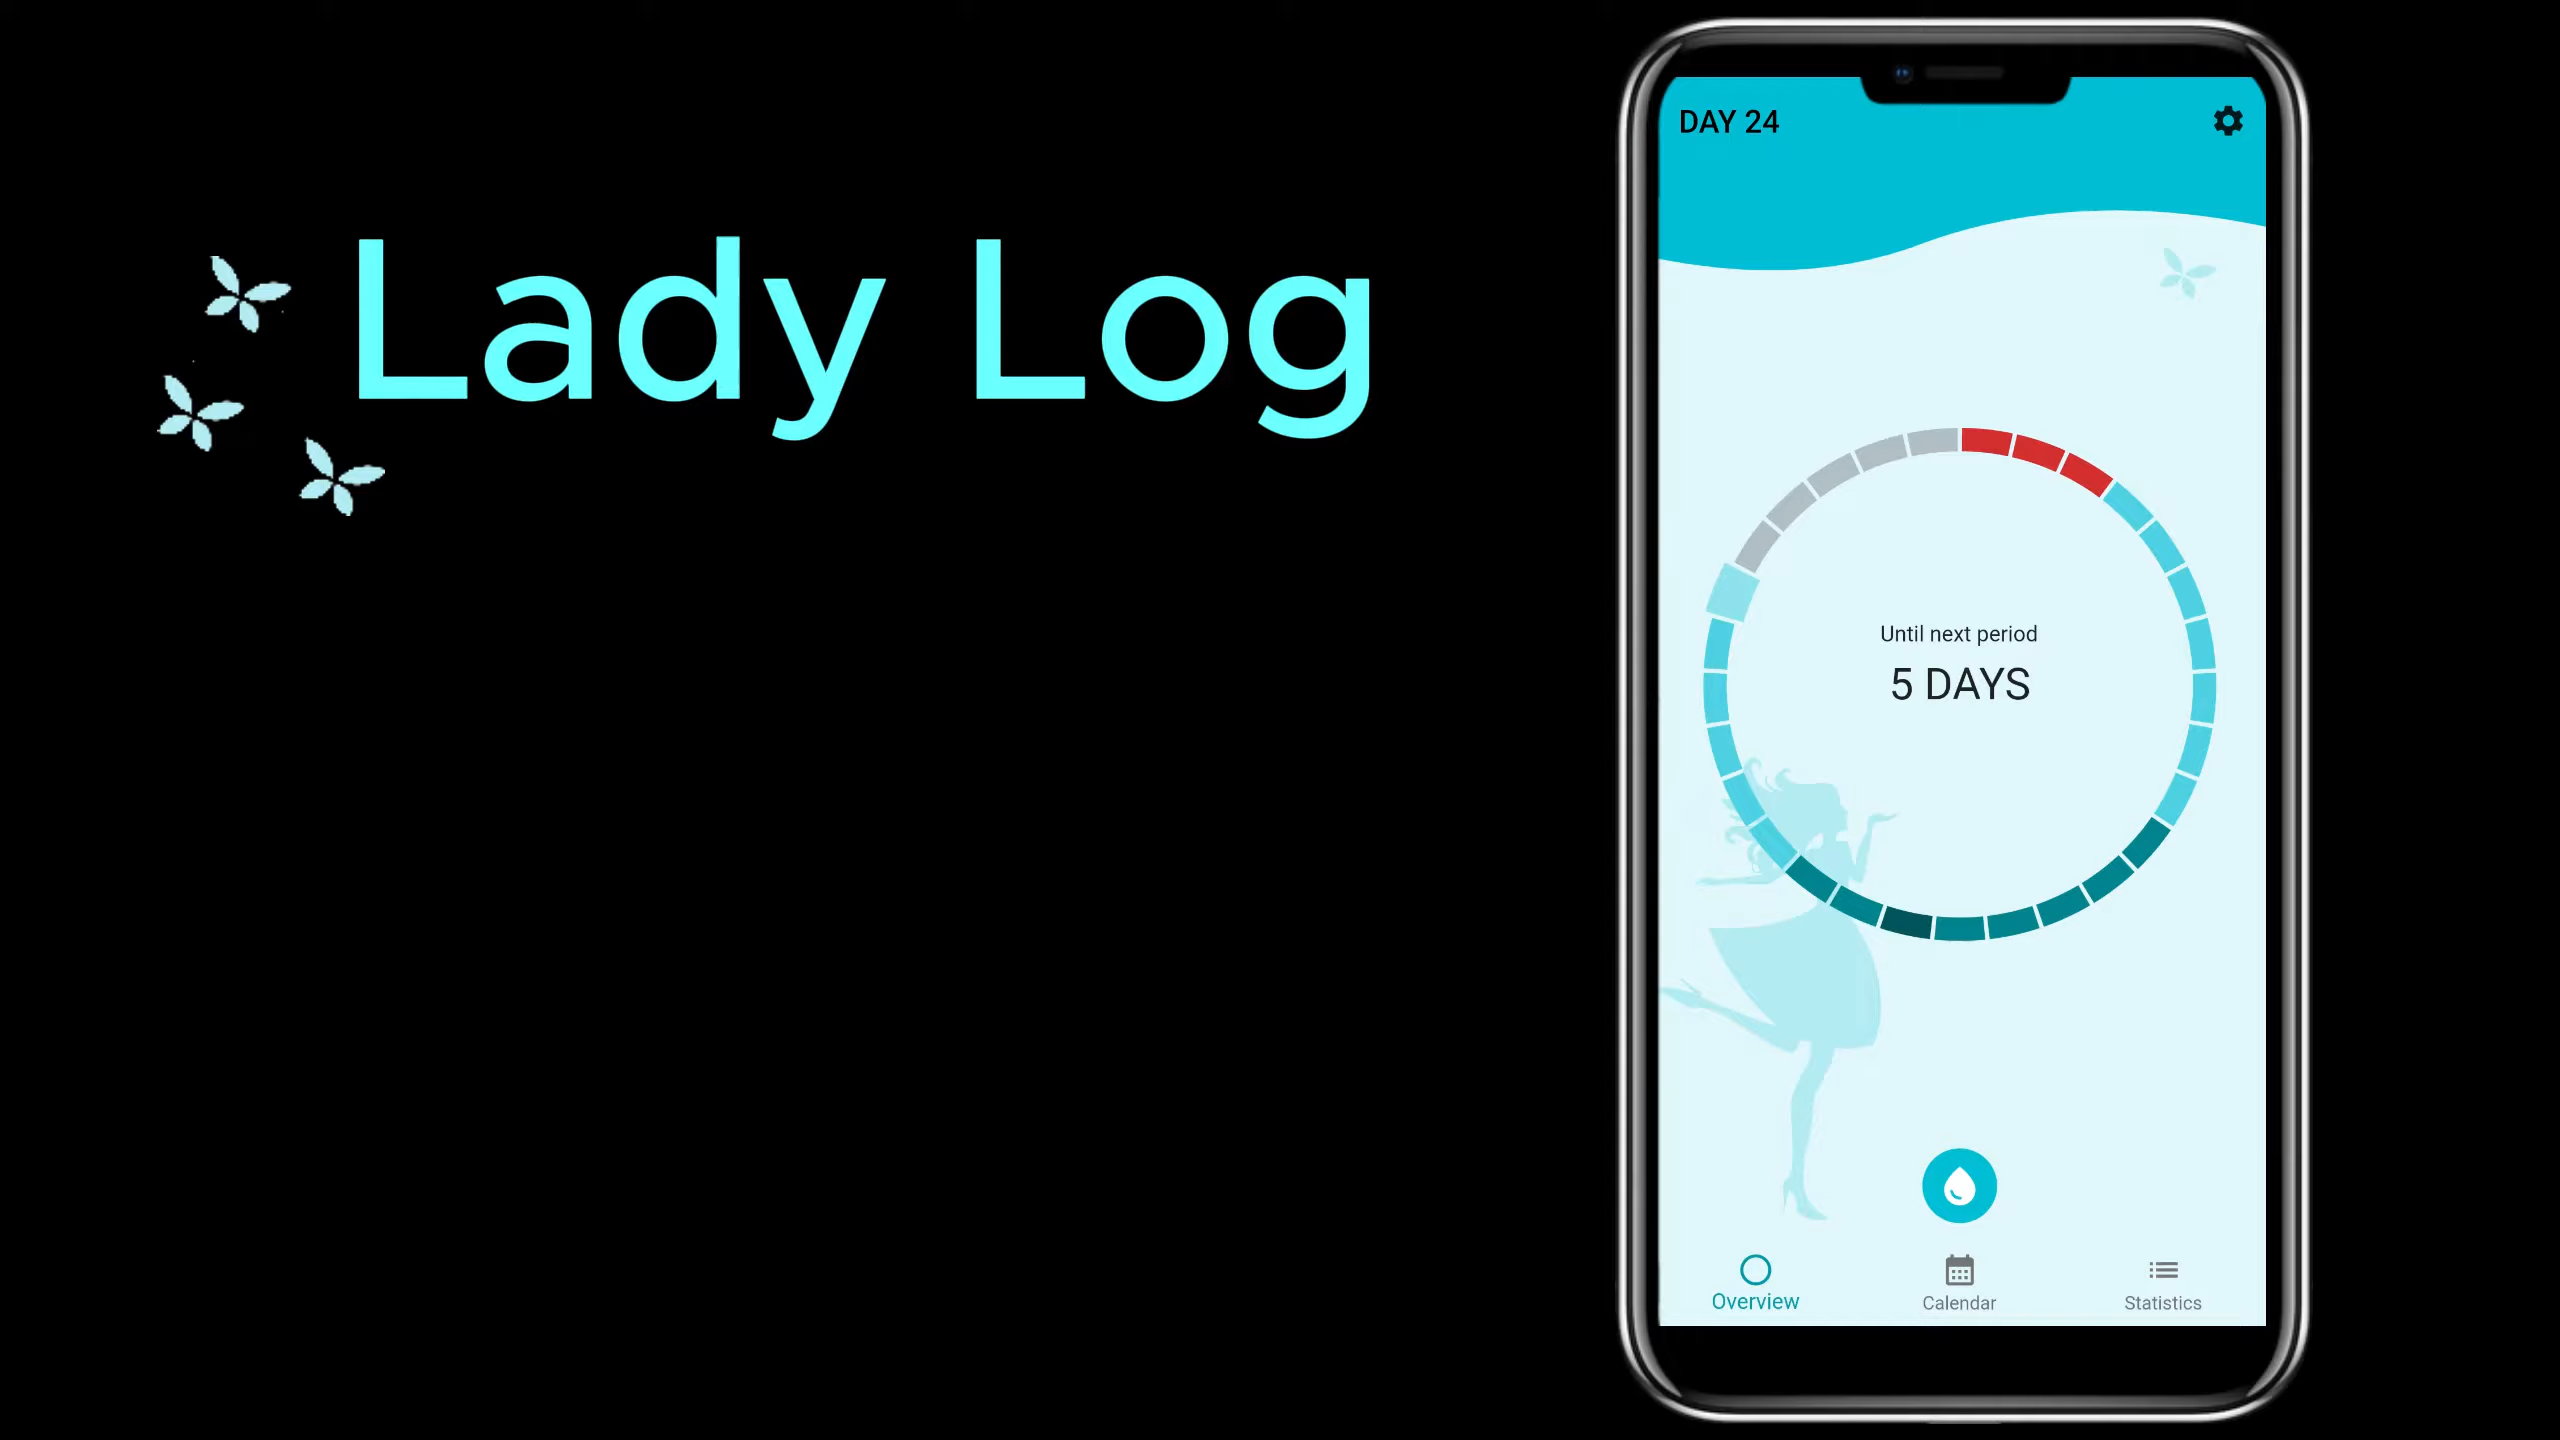 Lady Log
DAY 24
Until next period
5 DAYS
Overview
Calendar
Statistics